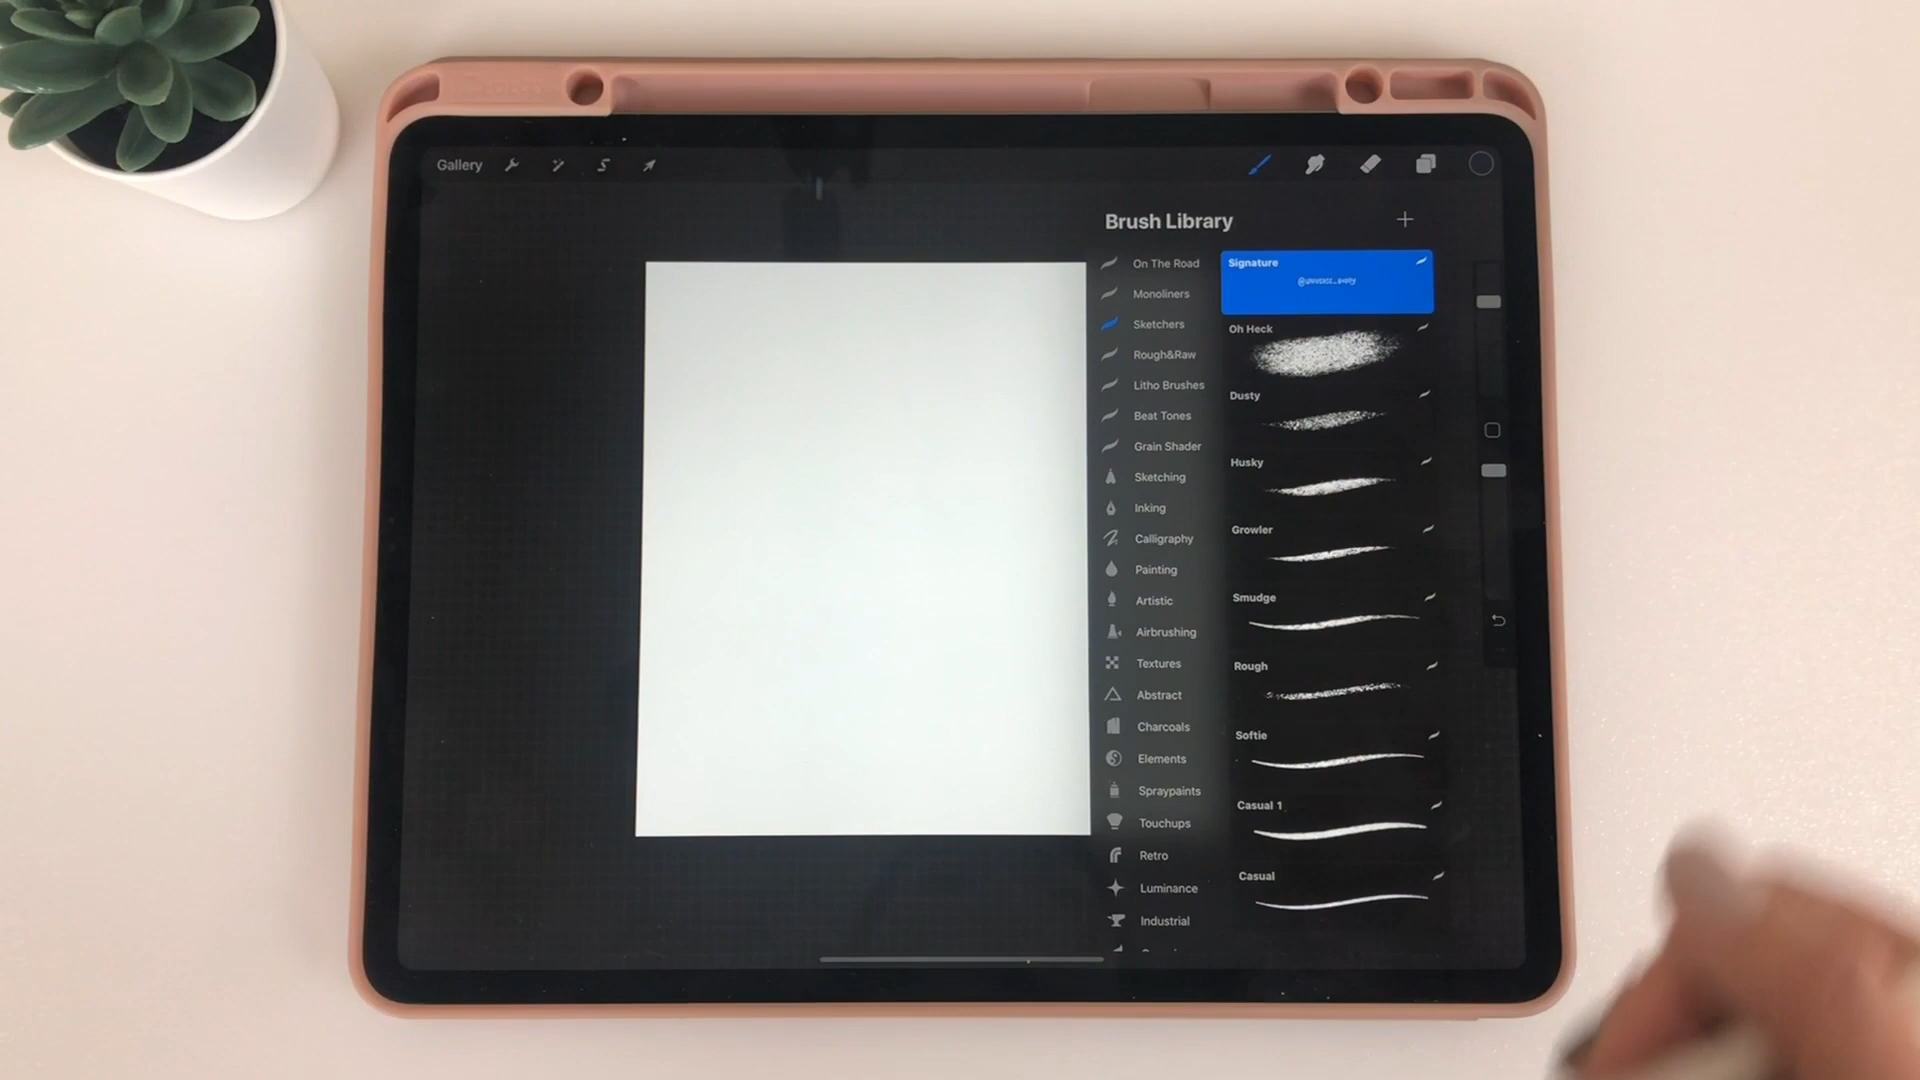 Gallery
Brush Library
On The Road
Monoliners
Sketchers
Rough&Raw
Litho Brushes
Beat Tones
Grain Shader
Sketching
Inking
Calligraphy
Painting
Artistic
Airbrushing
Textures
Abstract
Charcoals
Elements
Spraypaints
Touchups
Retro
Luminance
Industrial
Signature
Oh Heck
Dusty
Husky
Growler
Smudge
Rough
Softie
Casual 1
Casual